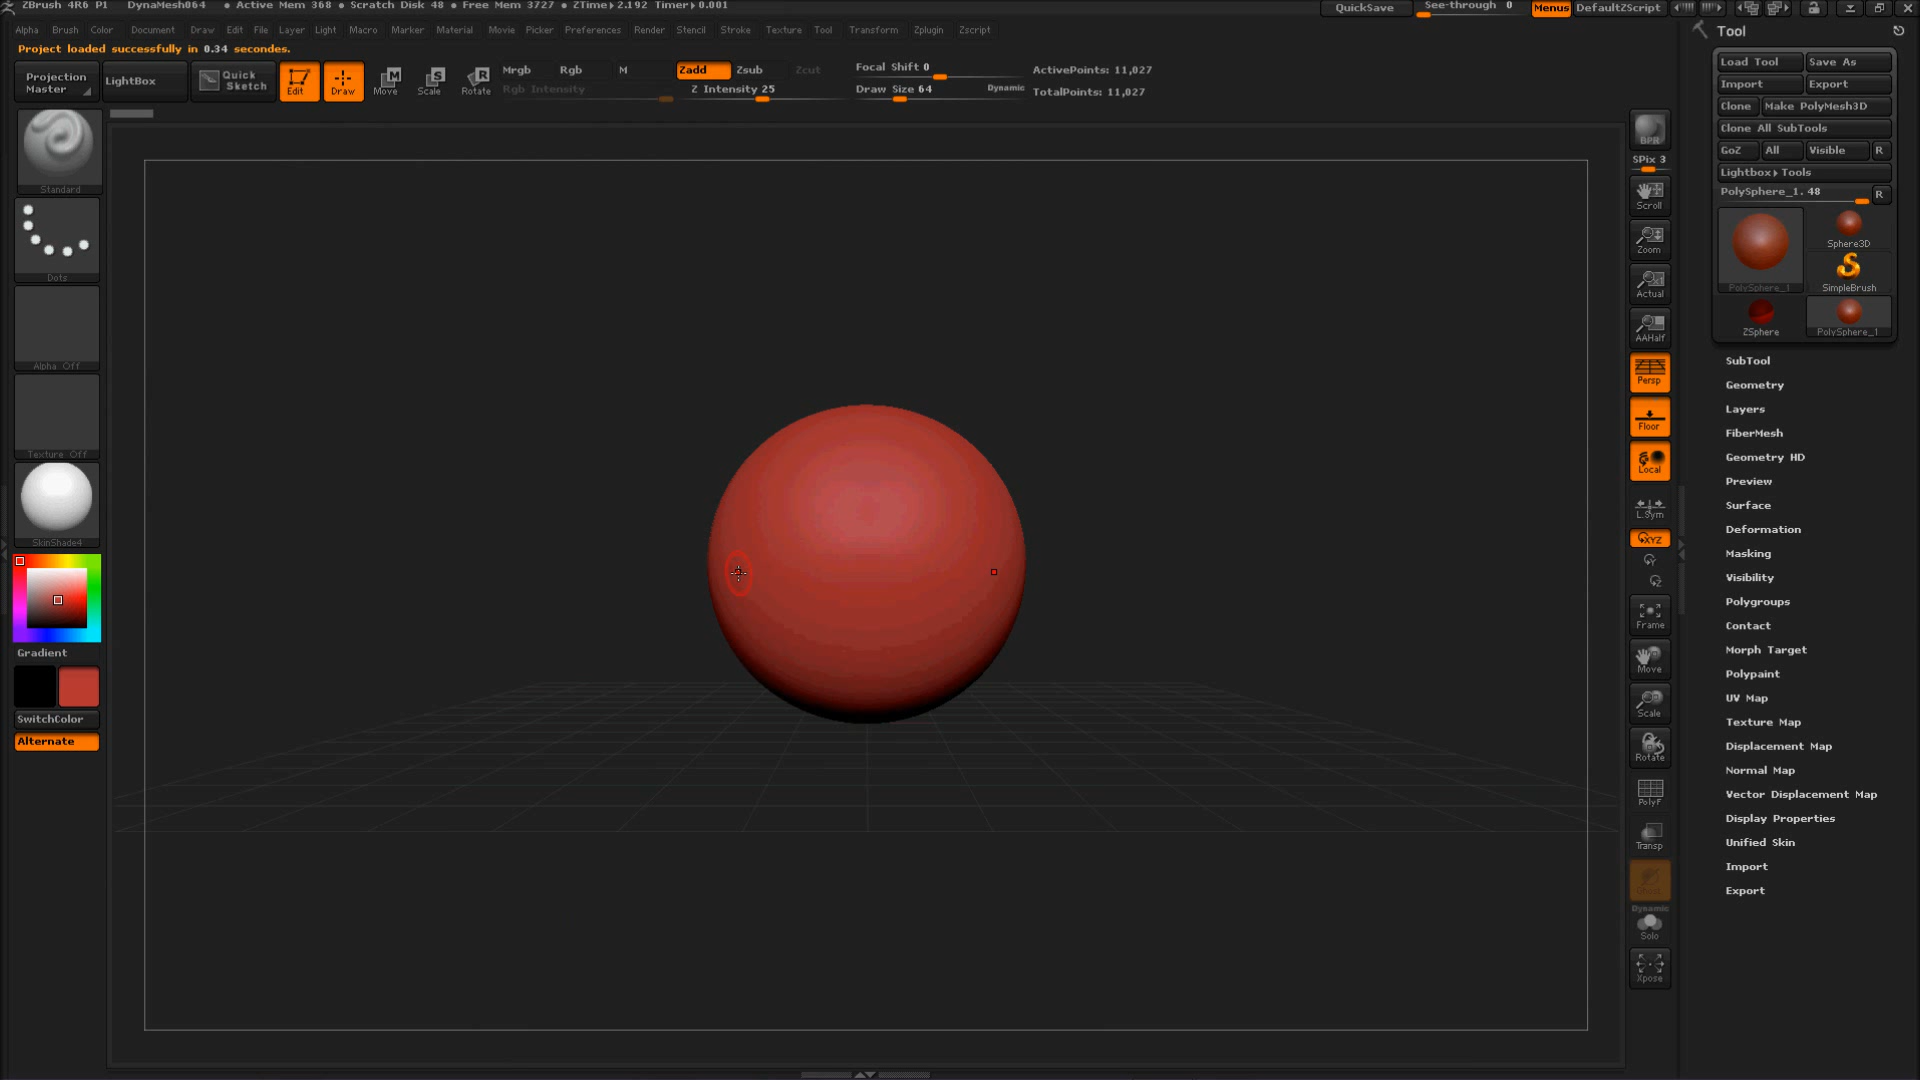 ZBrush 4R6 P1 DynaMesh064 • Active Mem 368 • Scratch Disk 48 • Free Mem 3727 • ZTime▸2.192 Timer▸0.001 QuickSave See-through 0 Menus DefaultZScript
Alpha Brush Color Document Draw Edit File Layer Light Macro Marker Material Movie Picker Preferences Render Stencil Stroke Texture Tool Transform Zplugin Zscript
Project loaded successfully in 0.34 secondes.
Projection Master
LightBox
Quick Sketch
Edit
Draw
Move
Scale
Rotate
Mrgb Rgb M
Rgb Intensity
Zadd Zsub Zcut
Z Intensity 25
Focal Shift 0
Draw Size 64
Dynamic
ActivePoints: 11,027
TotalPoints: 11,027
Standard
Dots
Alpha Off
Texture Off
SkinShade4
Gradient
SwitchColor
Alternate
BPR
SPix 3
Scroll
Zoom
Actual
AAHalf
Persp
Floor
Local
L.Sym
XYZ
Y
Z
Frame
Move
Scale
Rotate
PolyF
Transp
Ghost
Dynamic
Solo
Xpose
Tool
Load Tool Save As
Import Export
Clone Make PolyMesh3D
Clone All SubTools
GoZ All Visible R
Lightbox▸Tools
PolySphere_1. 48 R
PolySphere_1
Sphere3D
SimpleBrush
ZSphere
PolySphere_1
SubTool
Geometry
Layers
FiberMesh
Geometry HD
Preview
Surface
Deformation
Masking
Visibility
Polygroups
Contact
Morph Target
Polypaint
UV Map
Texture Map
Displacement Map
Normal Map
Vector Displacement Map
Display Properties
Unified Skin
Import
Export